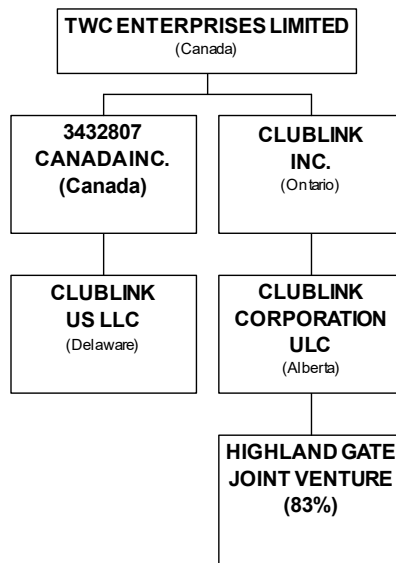 TWC ENTERPRISES LIMITED
(Canada)
3432807
CANADA INC.
(Canada)
CLUBLINK
INC.
(Ontario)
CLUBLINK
US LLC
(Delaware)
CLUBLINK
CORPORATION
ULC
(Alberta)
HIGHLAND GATE
JOINT VENTURE
(83%)